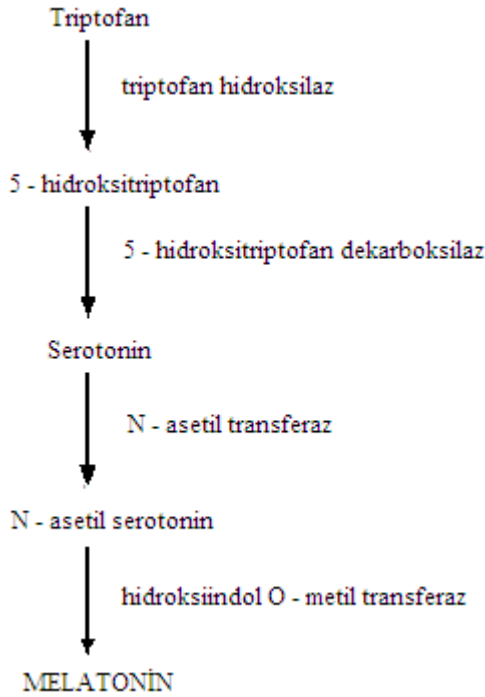 Triptofan
triptofan hidroksilaz
5 - hidroksitriptofan
5 - hidroksitriptofan dekarboksilaz
Serotonin
N - asetil transferaz
N - asetil serotonin
hidroksiindol O - metil transferaz
MELATONİN